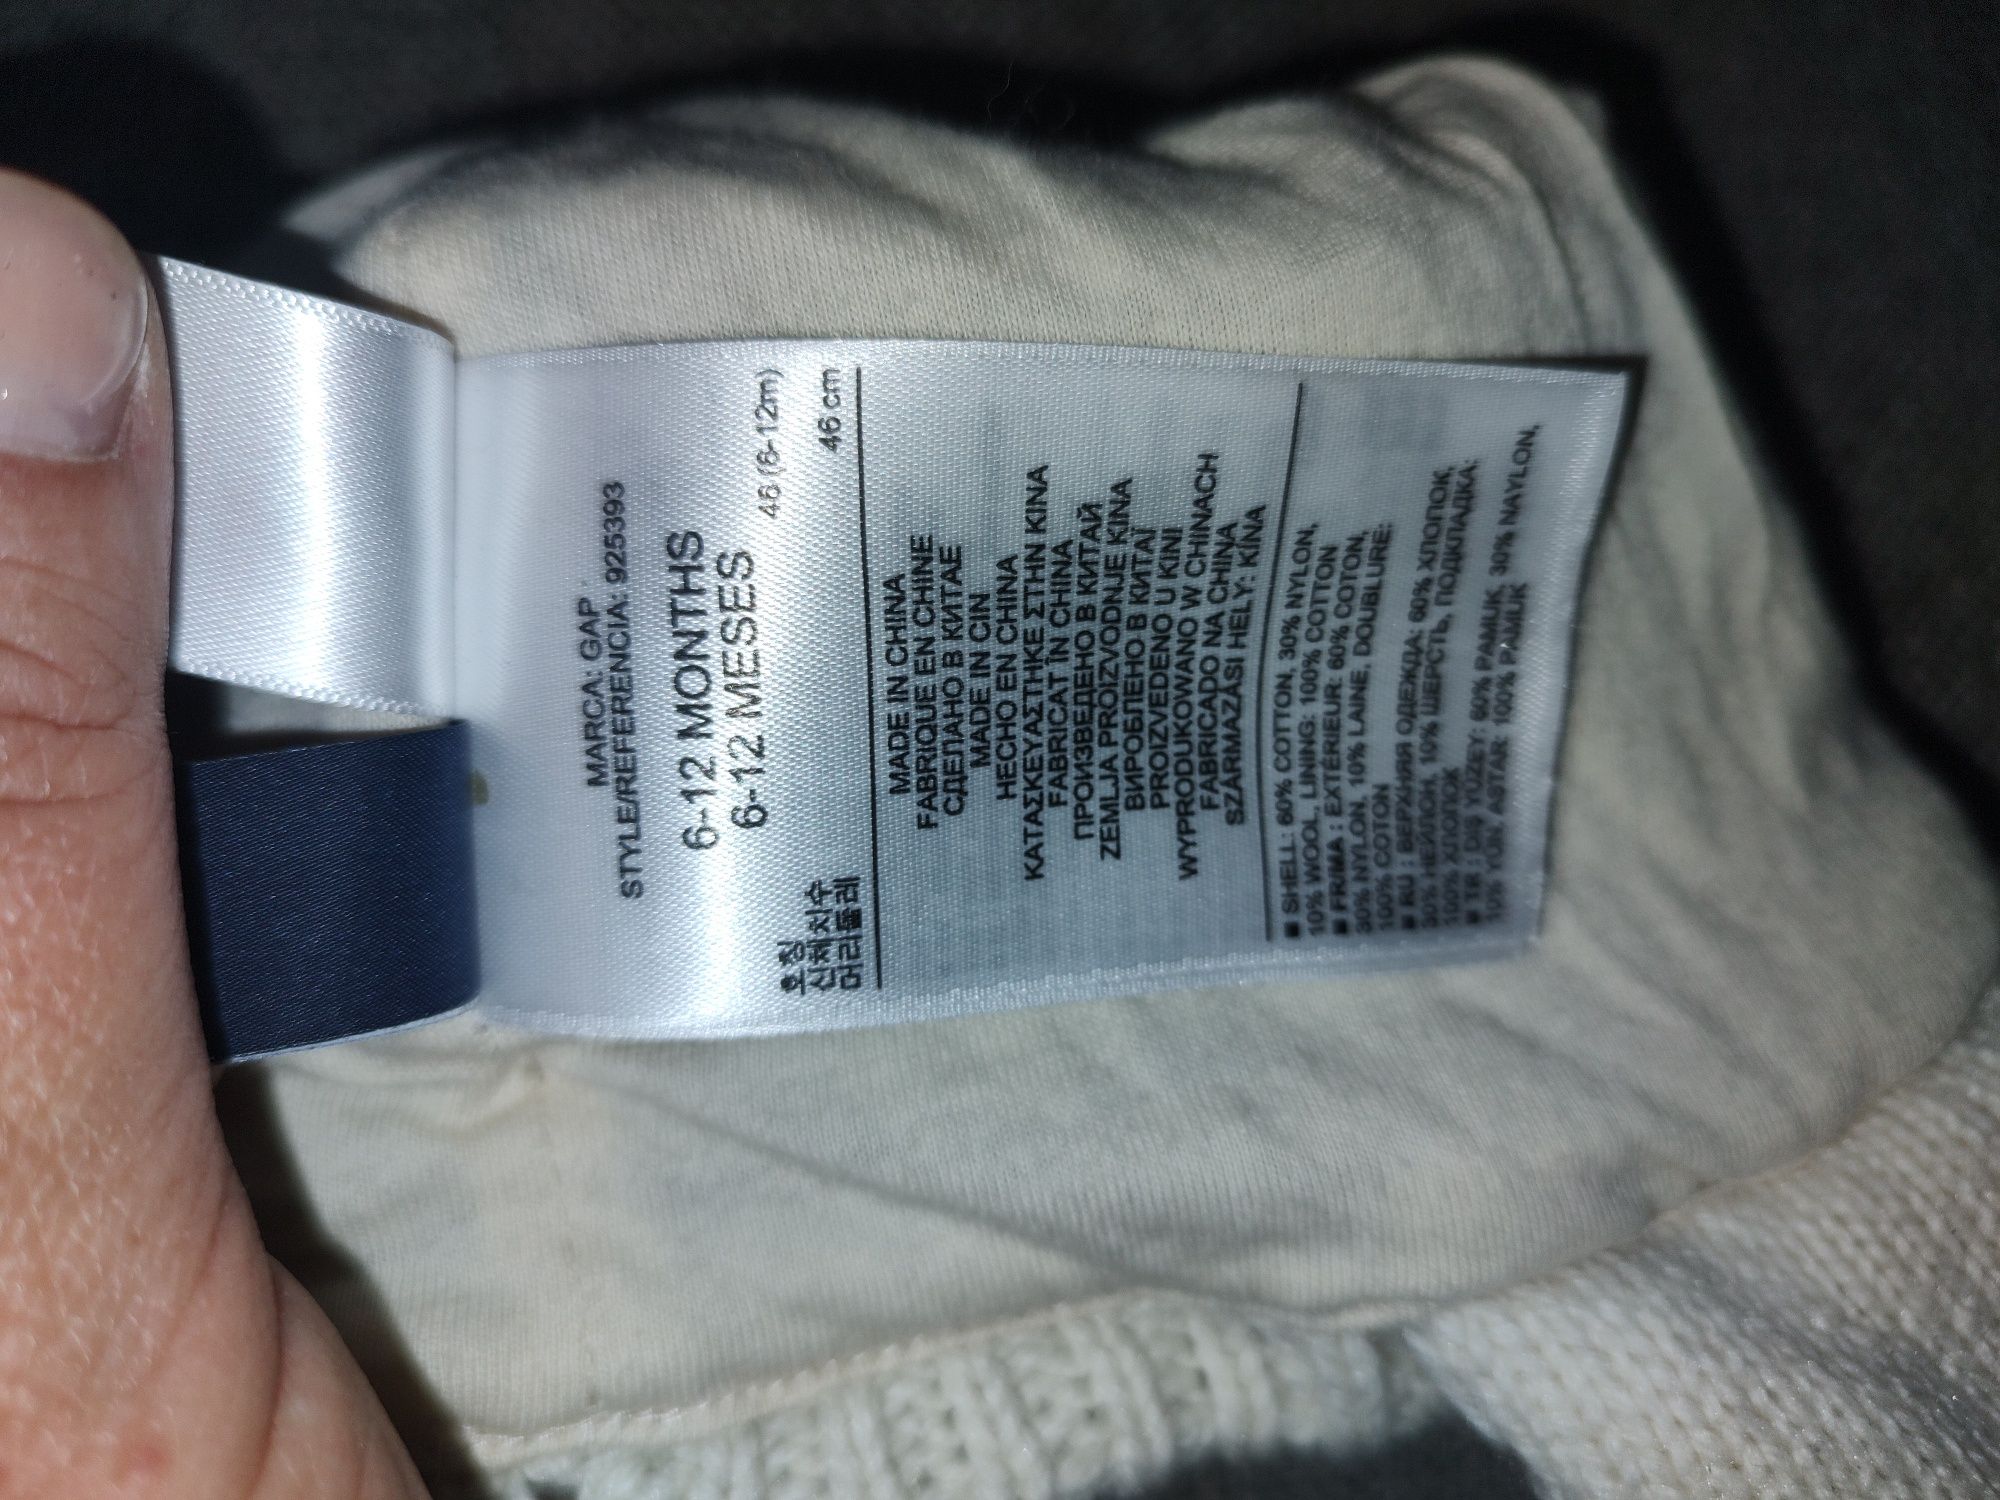 MARCA: GAP
STYLE/REFERENCIA: 925393
6-12 MONTHS
6-12 MESES
호칭 46 (6-12m)
신체치수
머리둘레 46 cm
MADE IN CHINA
FABRIQUE EN CHINE
СДЕЛАНО В КИТАЕ
MADE IN CIN
HECHO EN CHINA
ΚΑΤΑΣΚΕΥΑΣΤΗΚΕ ΣΤΗΝ ΚΙΝΑ
FABRICAT ÎN CHINA
ПРОИЗВЕДЕНО В КИТАЙ
ZEMLJA PROIZVODNJE KINA
ВИРОБЛЕНО В КИТАЇ
PROIZVEDENO U KINI
WYPRODUKOWANO W CHINACH
FABRICADO NA CHINA
SZÁRMAZÁSI HELY: KÍNA
■ SHELL: 60% COTTON, 30% NYLON,
10% WOOL, LINING: 100% COTTON
■ FR/MA : EXTÉRIEUR: 60% COTON,
30% NYLON, 10% LAINE, DOUBLURE:
100% COTON
■ RU : ВЕРХНЯЯ ОДЕЖДА: 60% ХЛОПОК,
30% НЕЙЛОН, 10% ШЕРСТЬ, ПОДКЛАДКА:
100% ХЛОПОК
■ TR : DIŞ YÜZEY: 60% PAMUK, 30% NAYLON,
10% YÜN, ASTAR: 100% PAMUK